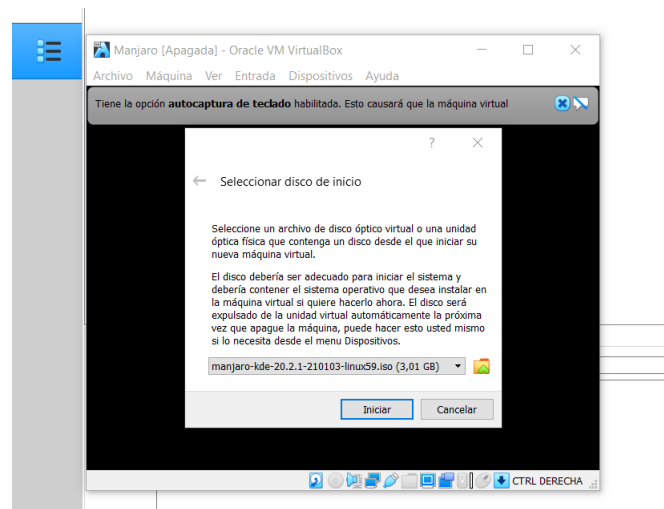 Manjaro [Apagada] - Oracle VM VirtualBox
Archivo Máquina Ver Entrada Dispositivos Ayuda
Tiene la opción autocaptura de teclado habilitada. Esto causará que la máquina virtual
Seleccionar disco de inicio
Seleccione un archivo de disco óptico virtual o una unidad
óptica física que contenga un disco desde el que iniciar su
nueva máquina virtual.
El disco debería ser adecuado para iniciar el sistema y
debería contener el sistema operativo que desea instalar en
la máquina virtual si quiere hacerlo ahora. El disco será
expulsado de la unidad virtual automáticamente la próxima
vez que apague la máquina, puede hacer esto usted mismo
si lo necesita desde el menu Dispositivos.
manjaro-kde-20.2.1-210103-linux59.iso (3,01 GB)
Iniciar Cancelar
CTRL DERECHA